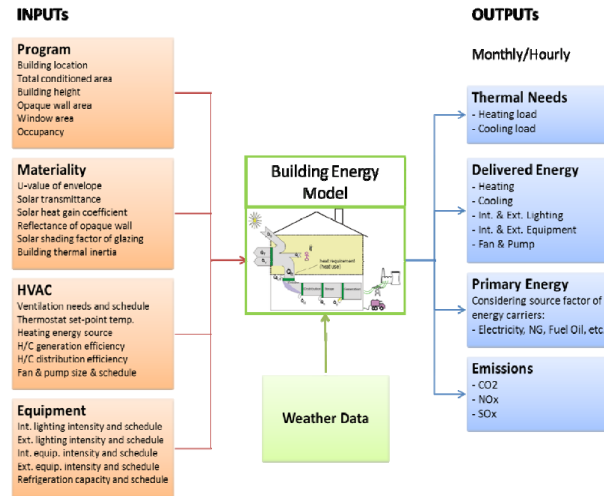 INPUTs
Program
Building location
Total conditioned area
Building height
Opaque wall area
Window area
Occupancy
Materiality
U-value of envelope
Solar transmittance
Solar heat gain coefficient
Reflectance of opaque wall
Solar shading factor of glazing
Building thermal inertia
HVAC
Ventilation needs and schedule
Thermostat set-point temp.
Heating energy source
H/C generation efficiency
H/C distribution efficiency
Fan & pump size & schedule
Equipment
Int. lighting intensity and schedule
Ext. lighting intensity and schedule
Int. equip. intensity and schedule
Ext. equip. intensity and schedule
Refrigeration capacity and schedule
Building Energy
Model
heat requirement
(heat use)
Weather Data
OUTPUTs
Monthly/Hourly
Thermal Needs
- Heating load
- Cooling load
Delivered Energy
- Heating
- Cooling
- Int. & Ext. Lighting
- Int. & Ext. Equipment
- Fan & Pump
Primary Energy
Considering source factor of
energy carriers:
- Electricity, NG, Fuel Oil, etc
Emissions
- CO2
- NOx
- SOx